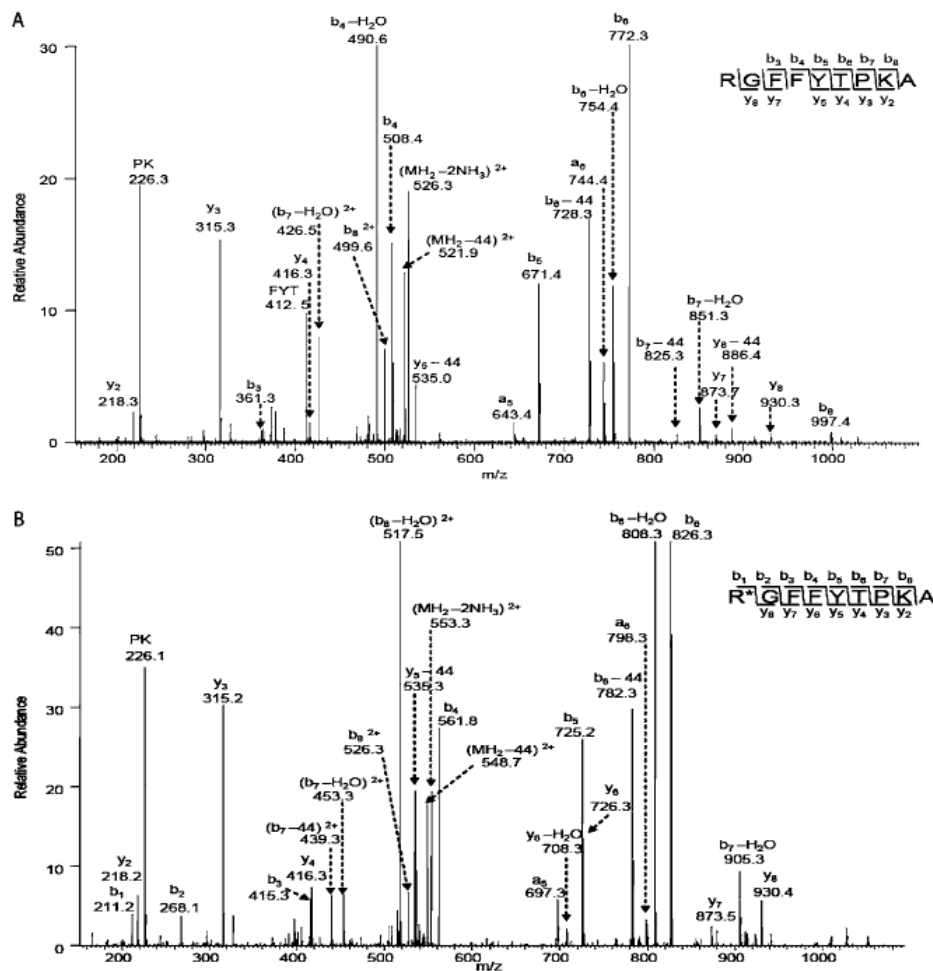 A
b₄–H₂O
490.6
b₆
772.3
30
b₃ b₄ b₅ b₆ b₇ b₈
RGFFYTPKA
y₈ y₇ y₅ y₄ y₃ y₂
b₆–H₂O
754.4
b₄
508.4
PK
226.3
(MH₂–2NH₃)²⁺
526.3
a₆
744.4
20
y₃
315.3
(b₇–H₂O)²⁺
426.5
b₈²⁺
499.6
b₆–44
728.3
(MH₂–44)²⁺
521.9
y₄
416.3
b₅
671.4
FYT
412. 5
b₇–H₂O
851.3
10
b₇–44
825.3
y₈–44
886.4
y₅–44
535.0
y₂
218.3
b₃
361.3
a₅
643.4
y₇
873.7
y₈
930.3
b₈
997.4
0
Relative Abundance
200 300 400 500 600 700 800 900 1000
m/z
B
(b₈–H₂O)²⁺
517.5
b₆–H₂O
808.3
b₆
826.3
50
b₁ b₂ b₃ b₄ b₅ b₆ b₇ b₈
R*GFFYTPKA
y₈ y₇ y₆ y₅ y₄ y₃ y₂
(MH₂–2NH₃)²⁺
553.3
PK
226.1
a₆
798.3
40
y₃
315.2
y₅–44
535.3
b₆–44
782.3
b₄
561.8
b₅
725.2
30
b₈²⁺
526.3
(MH₂–44)²⁺
548.7
(b₇–H₂O)²⁺
453.3
20
y₆
726.3
(b₇–44)²⁺
439.3
y₆–H₂O
708.3
b₇–H₂O
905.3
y₂
218.2
y₄
416.3
10
b₁
211.2
b₂
268.1
b₃
415.3
a₅
697.3
y₇
873.5
y₈
930.4
0
Relative Abundance
200 300 400 500 600 700 800 900 1000
m/z